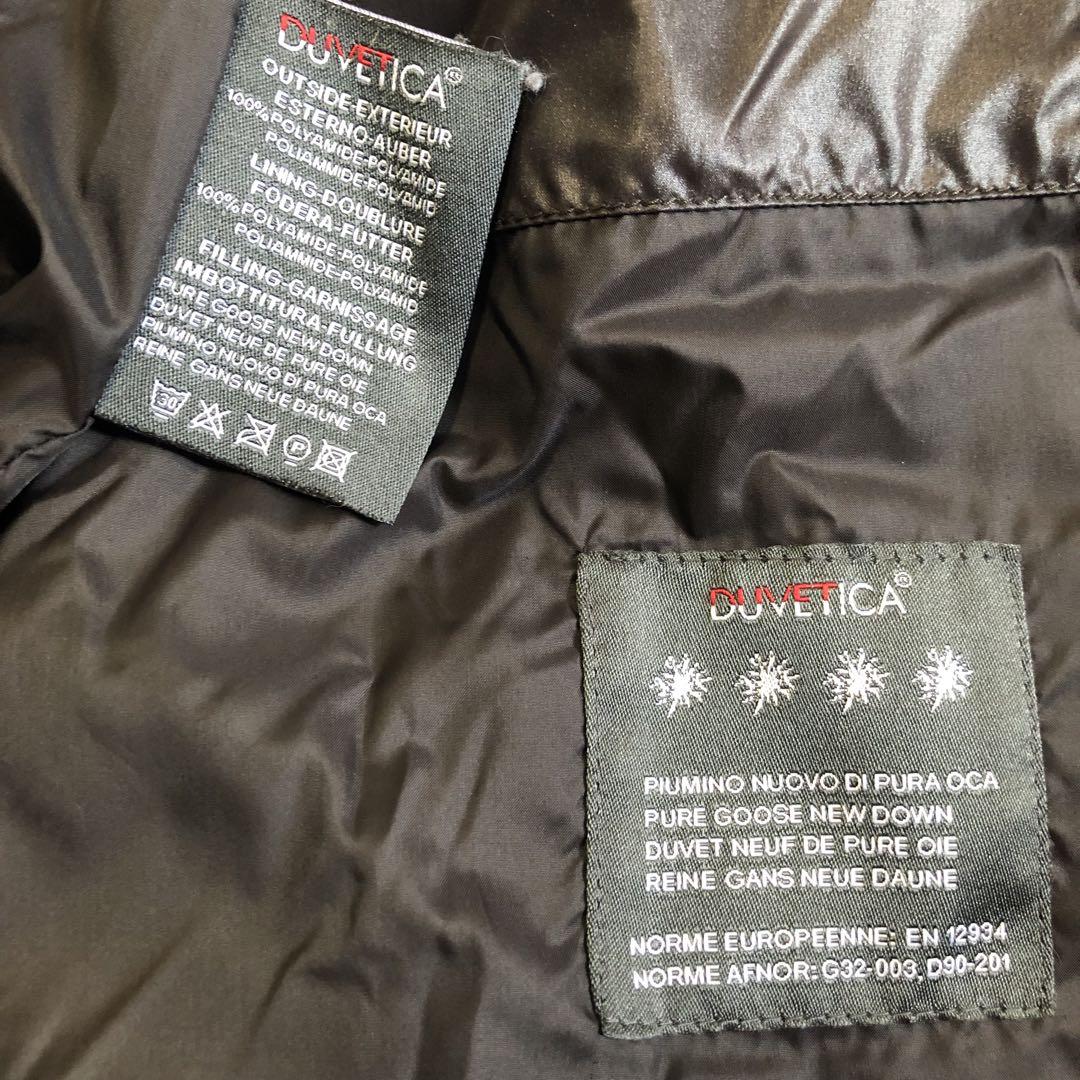 DUVETICA®
OUTSIDE-EXTERIEUR
ESTERNO-AUBER
100%POLYAMIDE-POLYAMIDE
POLIAMMIDE-POLYAMID
LINING-DOUBLURE
FODERA-FUTTER
100%POLYAMIDE-POLYAMIDE
POLIAMMIDE-POLYAMID
FILLING-GARNISSAGE
IMBOTTITURA-FULLUNG
PURE GOOSE NEW DOWN
DUVET NEUF DE PURE OIE
PIUMINO NUOVO DI PURA OCA
REINE GANS NEUE DAUNE
30
P
DUVETICA®
PIUMINO NUOVO DI PURA OCA
PURE GOOSE NEW DOWN
DUVET NEUF DE PURE OIE
REINE GANS NEUE DAUNE
NORME EUROPEENNE: EN 12934
NORME AFNOR: G32-003, D90-201